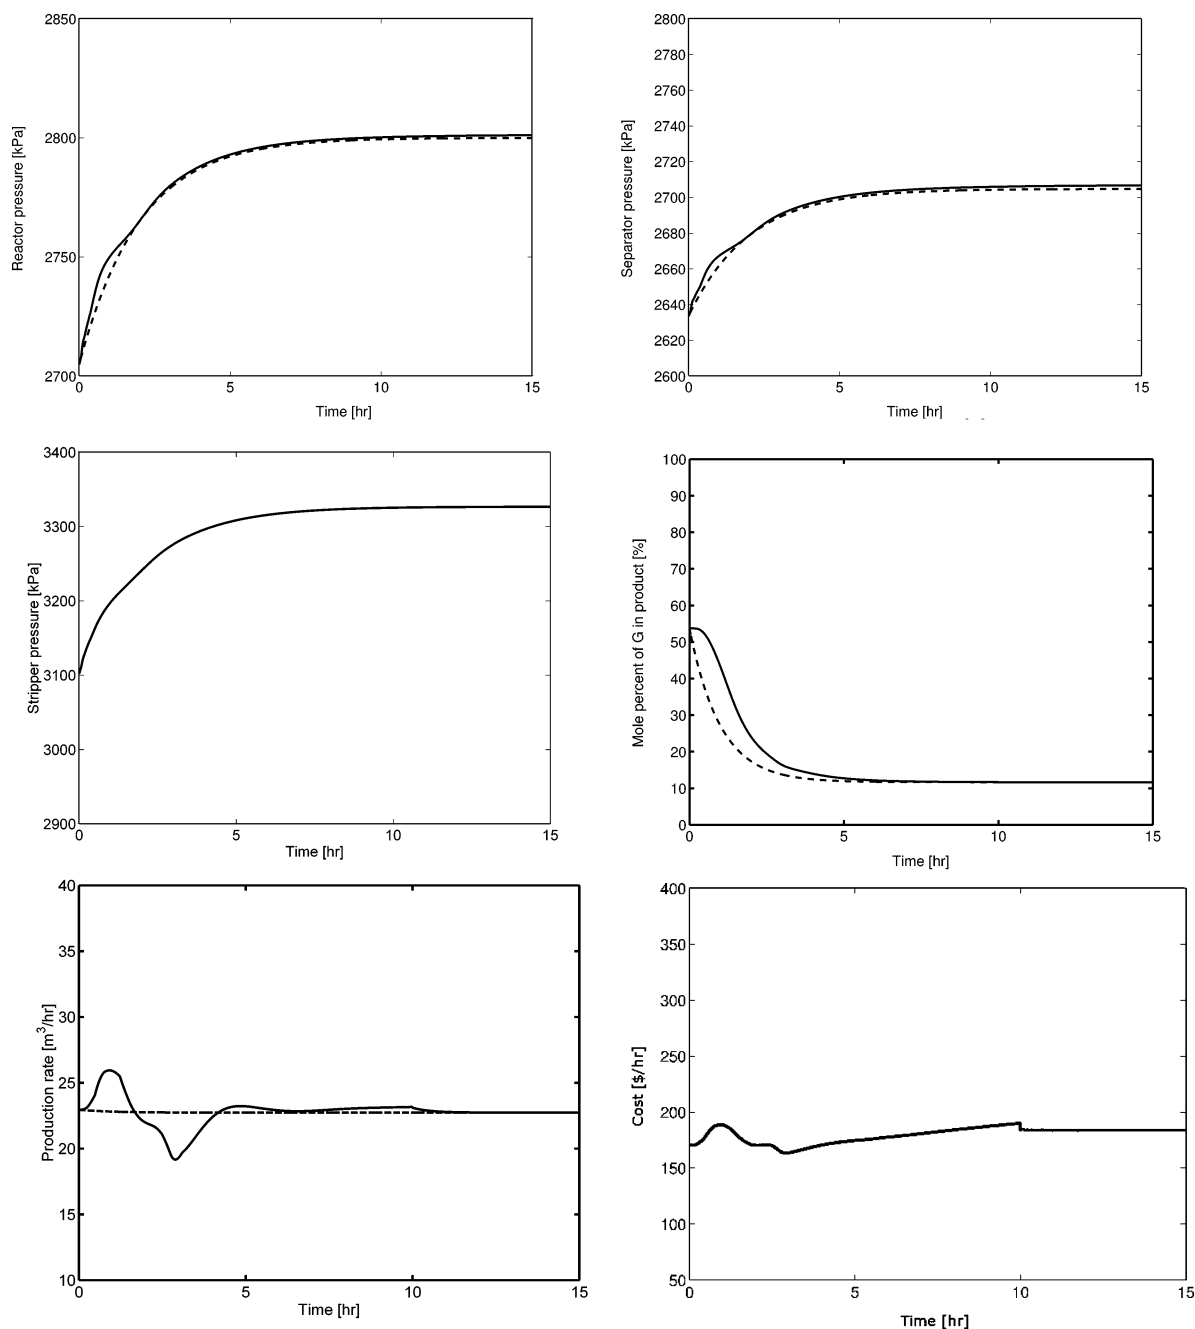 2850
2800
2750
2700
0 5 10 15
Reactor pressure [kPa]
Time [hr]
2800
2780
2760
2740
2720
2700
2680
2660
2640
2620
2600
0 5 10 15
Separator pressure [kPa]
Time [hr]
3400
3300
3200
3100
3000
2900
0 5 10 15
Stripper pressure [kPa]
Time [hr]
100
90
80
70
60
50
40
30
20
10
0
0 5 10 15
Mole percent of G in product [%]
Time [hr]
40
35
30
25
20
15
10
0 5 10 15
Production rate [m³/hr]
Time [hr]
400
350
300
250
200
150
100
50
0 5 10 15
Cost [$/hr]
Time [hr]